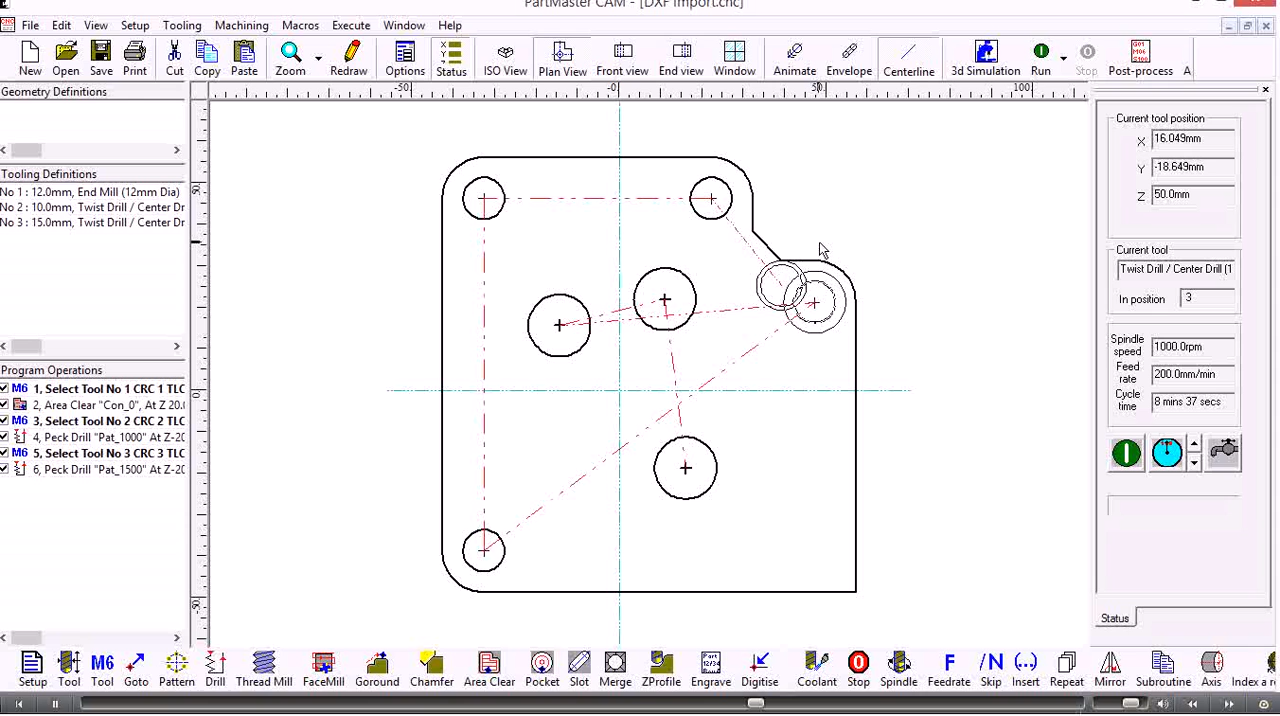 PartMaster CAM - [DXF Import.cnc]
File Edit View Setup Tooling Machining Macros Execute Window Help
New Open Save Print Cut Copy Paste Zoom Redraw Options Status ISO View Plan View Front view End view Window Animate Envelope Centerline 3d Simulation Run Stop Post-process A
Geometry Definitions
-50 -0 50 100
Tooling Definitions
No 1 : 12.0mm, End Mill (12mm Dia)
No 2 : 10.0mm, Twist Drill / Center Dr
No 3 : 15.0mm, Twist Drill / Center Dr
Program Operations
M6 1, Select Tool No 1 CRC 1 TLC
2, Area Clear "Con_0", At Z 20.
M6 3, Select Tool No 2 CRC 2 TLC
4, Peck Drill "Pat_1000" At Z-20
M6 5, Select Tool No 3 CRC 3 TLC
6, Peck Drill "Pat_1500" At Z-20
50
0
-50
Current tool position
X 16.049mm
Y -18.649mm
Z 50.0mm
Current tool
Twist Drill / Center Drill (1
In position 3
Spindle speed 1000.0rpm
Feed rate 200.0mm/min
Cycle time 8 mins 37 secs
Status
M6 Part 12/34 F /N (..)
Setup Tool Tool Goto Pattern Drill Thread Mill FaceMill Goround Chamfer Area Clear Pocket Slot Merge ZProfile Engrave Digitise Coolant Stop Spindle Feedrate Skip Insert Repeat Mirror Subroutine Axis Index a r